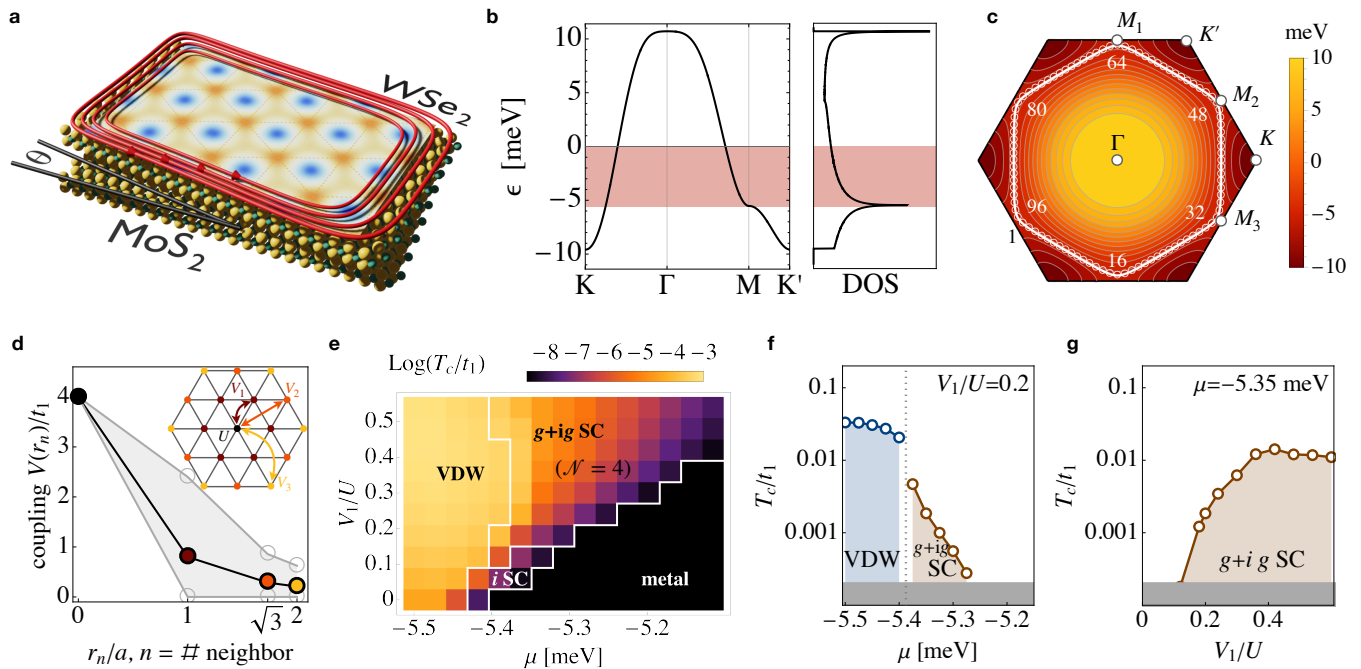 a
WSe2
θ
MoS2
b
10
5
0
−5
−10
ϵ [meV]
K Γ M K'
DOS
c
M1
K′
64
80
M2
48
Γ
K
96
32
M3
1
16
meV
10
5
0
−5
−10
d
coupling V(rn)/t1
4
3
2
1
0
V1
V2
U
V3
0 1 √3 2
rn/a, n = # neighbor
e
Log(Tc/t1)
−8 −7 −6 −5 −4 −3
V1/U
0.5
0.4
0.3
0.2
0.1
0
VDW
g+ig SC
(𝒩 = 4)
i SC
metal
−5.5 −5.4 −5.3 −5.2
μ [meV]
f
V1/U=0.2
Tc/t1
0.1
0.01
0.001
VDW
g+ig
SC
−5.5 −5.4 −5.3 −5.2
μ [meV]
g
μ=−5.35 meV
Tc/t1
0.1
0.01
0.001
g+i g SC
0 0.2 0.4
V1/U